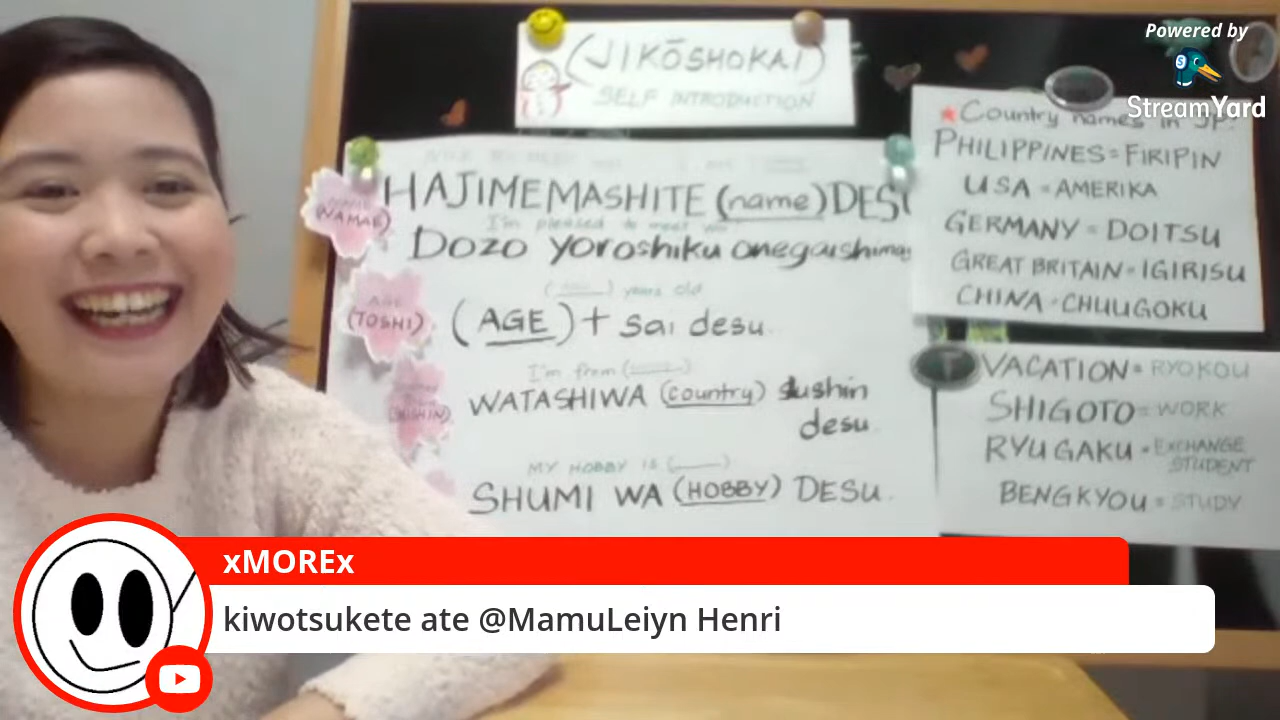 Powered by
StreamYard
(JIKŌSHOKAI)
SELF INTRODUCTION
HAJIMEMASHITE (name) DESU
(NAMAE)
I'm pleased to meet you
Dozo yoroshiku onegaishimas
( ) years old
AGE
(TOSHI)
(AGE) + sai desu.
I'm from ( )
WATASHIWA (country) shushin
desu.
MY HOBBY IS ( )
SHUMI WA (HOBBY) DESU.
★ Country names in JP.
PHILIPPINES = FIRIPIN
USA = AMERIKA
GERMANY = DOITSU
GREAT BRITAIN = IGIRISU
CHINA = CHUUGOKU
VACATION = RYOKOU
SHIGOTO = WORK
RYUGAKU = EXCHANGE
STUDENT
BENGKYOU = STUDY
xMOREx
kiwotsukete ate @MamuLeiyn Henri